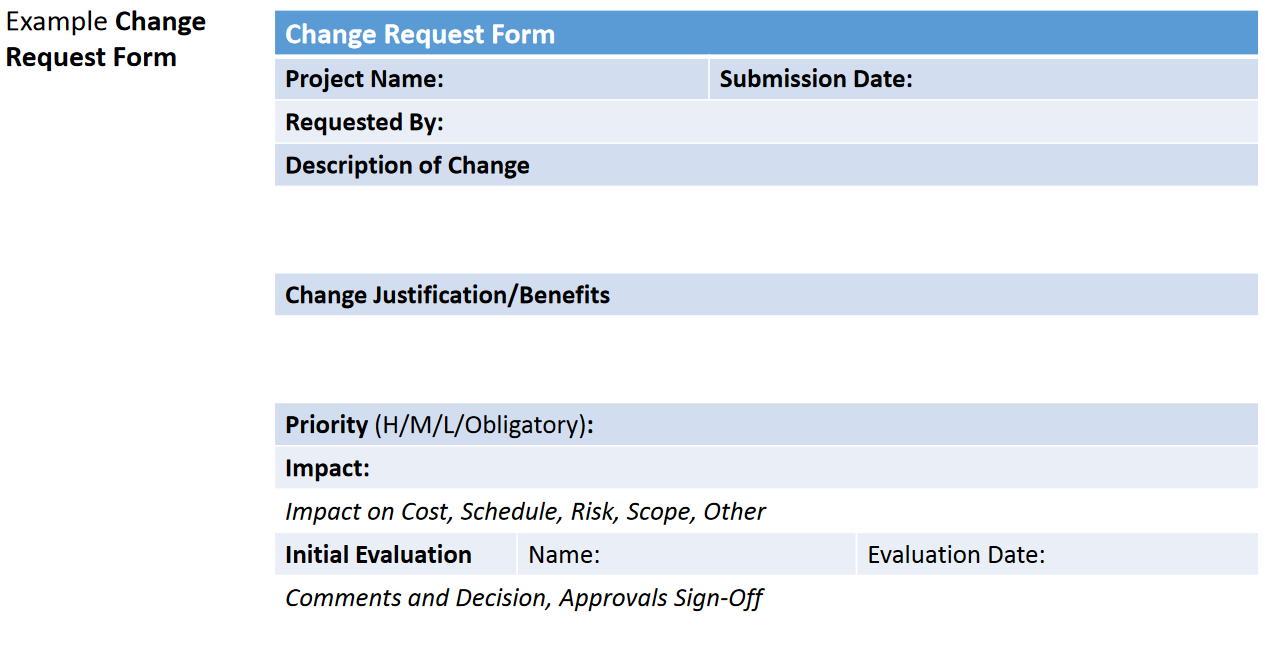 Example Change
Request Form
Change Request Form
Project Name: Submission Date:
Requested By:
Description of Change
Change Justification/Benefits
Priority (H/M/L/Obligatory):
Impact:
Impact on Cost, Schedule, Risk, Scope, Other
Initial Evaluation Name: Evaluation Date:
Comments and Decision, Approvals Sign-Off